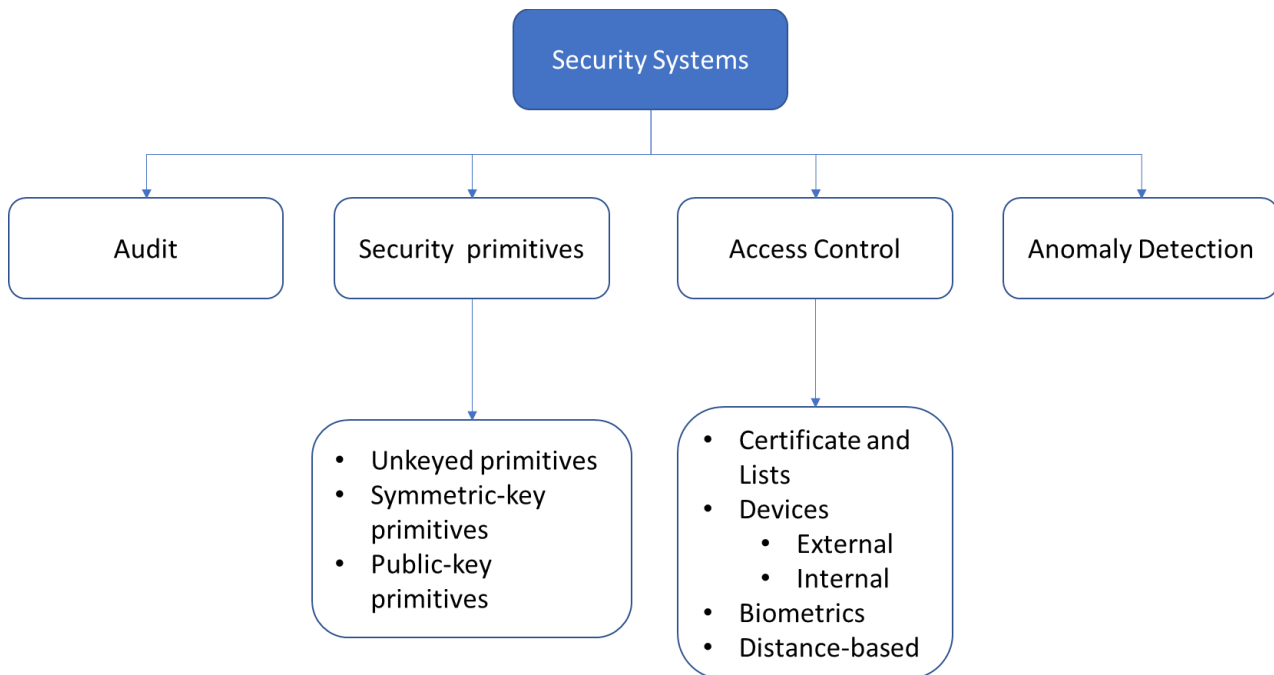 Security Systems
Audit
Security primitives
Access Control
Anomaly Detection
• Unkeyed primitives
• Symmetric-key
primitives
• Public-key
primitives
• Certificate and
Lists
• Devices
• External
• Internal
• Biometrics
• Distance-based